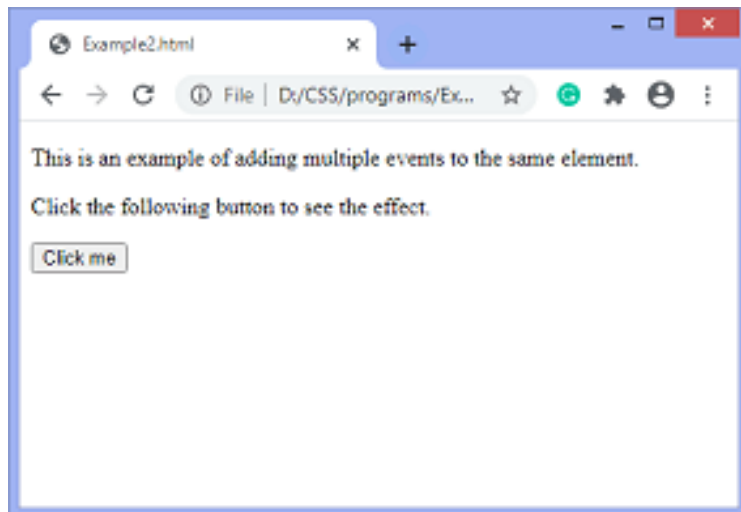 Example2.html
File | D:/CSS/programs/Ex...
This is an example of adding multiple events to the same element.
Click the following button to see the effect.
Click me